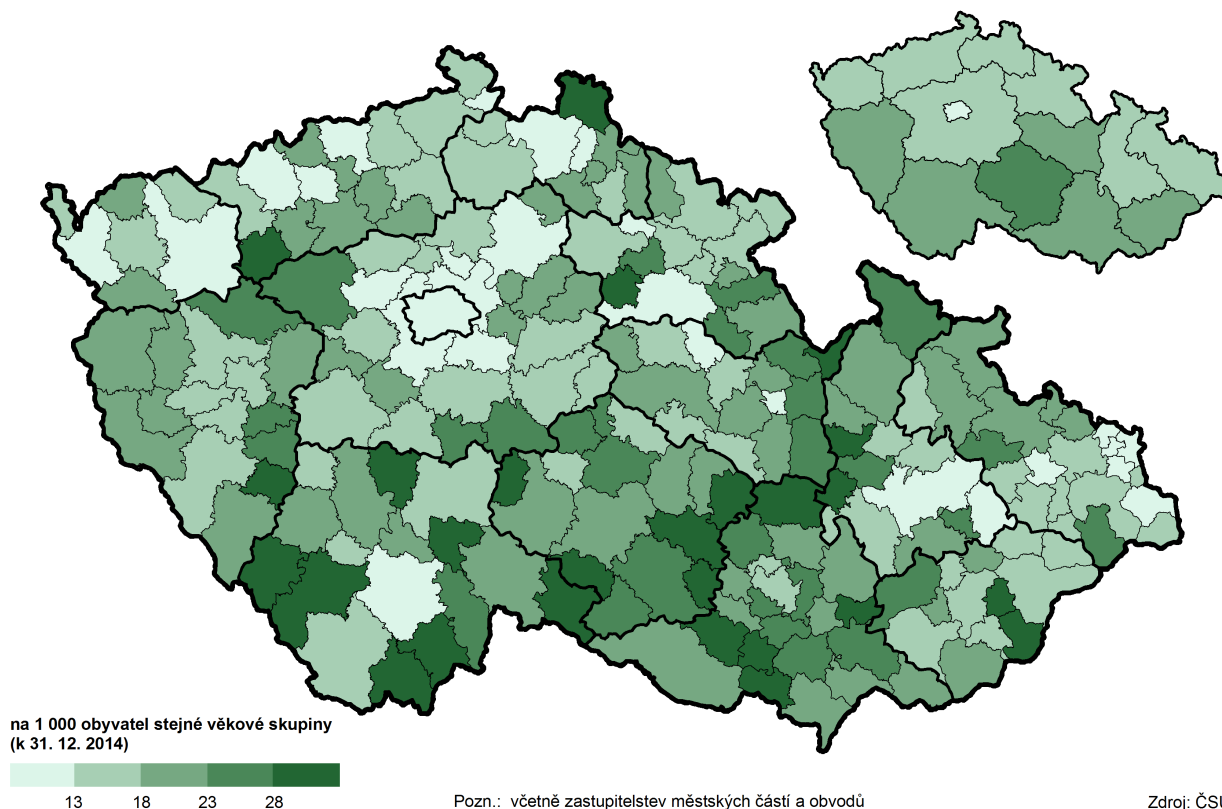 na 1 000 obyvatel stejné věkové skupiny
(k 31. 12. 2014)
13 18 23 28
Pozn.: včetně zastupitelstev městských částí a obvodů
Zdroj: ČSÚ